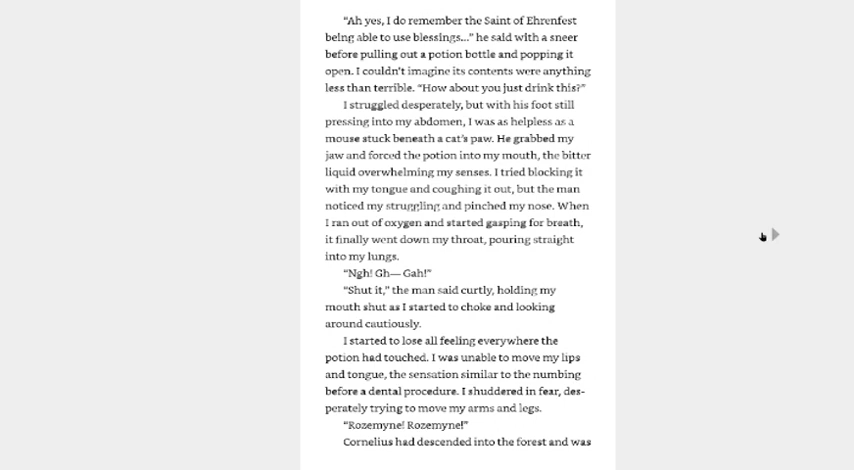 “Ah yes, I do remember the Saint of Ehrenfest
being able to use blessings...” he said with a sneer
before pulling out a potion bottle and popping it
open. I couldn’t imagine its contents were anything
less than terrible. “How about you just drink this?”
I struggled desperately, but with his foot still
pressing into my abdomen, I was as helpless as a
mouse stuck beneath a cat’s paw. He grabbed my
jaw and forced the potion into my mouth, the bitter
liquid overwhelming my senses. I tried blocking it
with my tongue and coughing it out, but the man
noticed my struggling and pinched my nose. When
I ran out of oxygen and started gasping for breath,
it finally went down my throat, pouring straight
into my lungs.
“Ngh! Gh— Gah!”
“Shut it,” the man said curtly, holding my
mouth shut as I started to choke and looking
around cautiously.
I started to lose all feeling everywhere the
potion had touched. I was unable to move my lips
and tongue, the sensation similar to the numbing
before a dental procedure. I shuddered in fear, des-
perately trying to move my arms and legs.
“Rozemyne! Rozemyne!”
Cornelius had descended into the forest and was